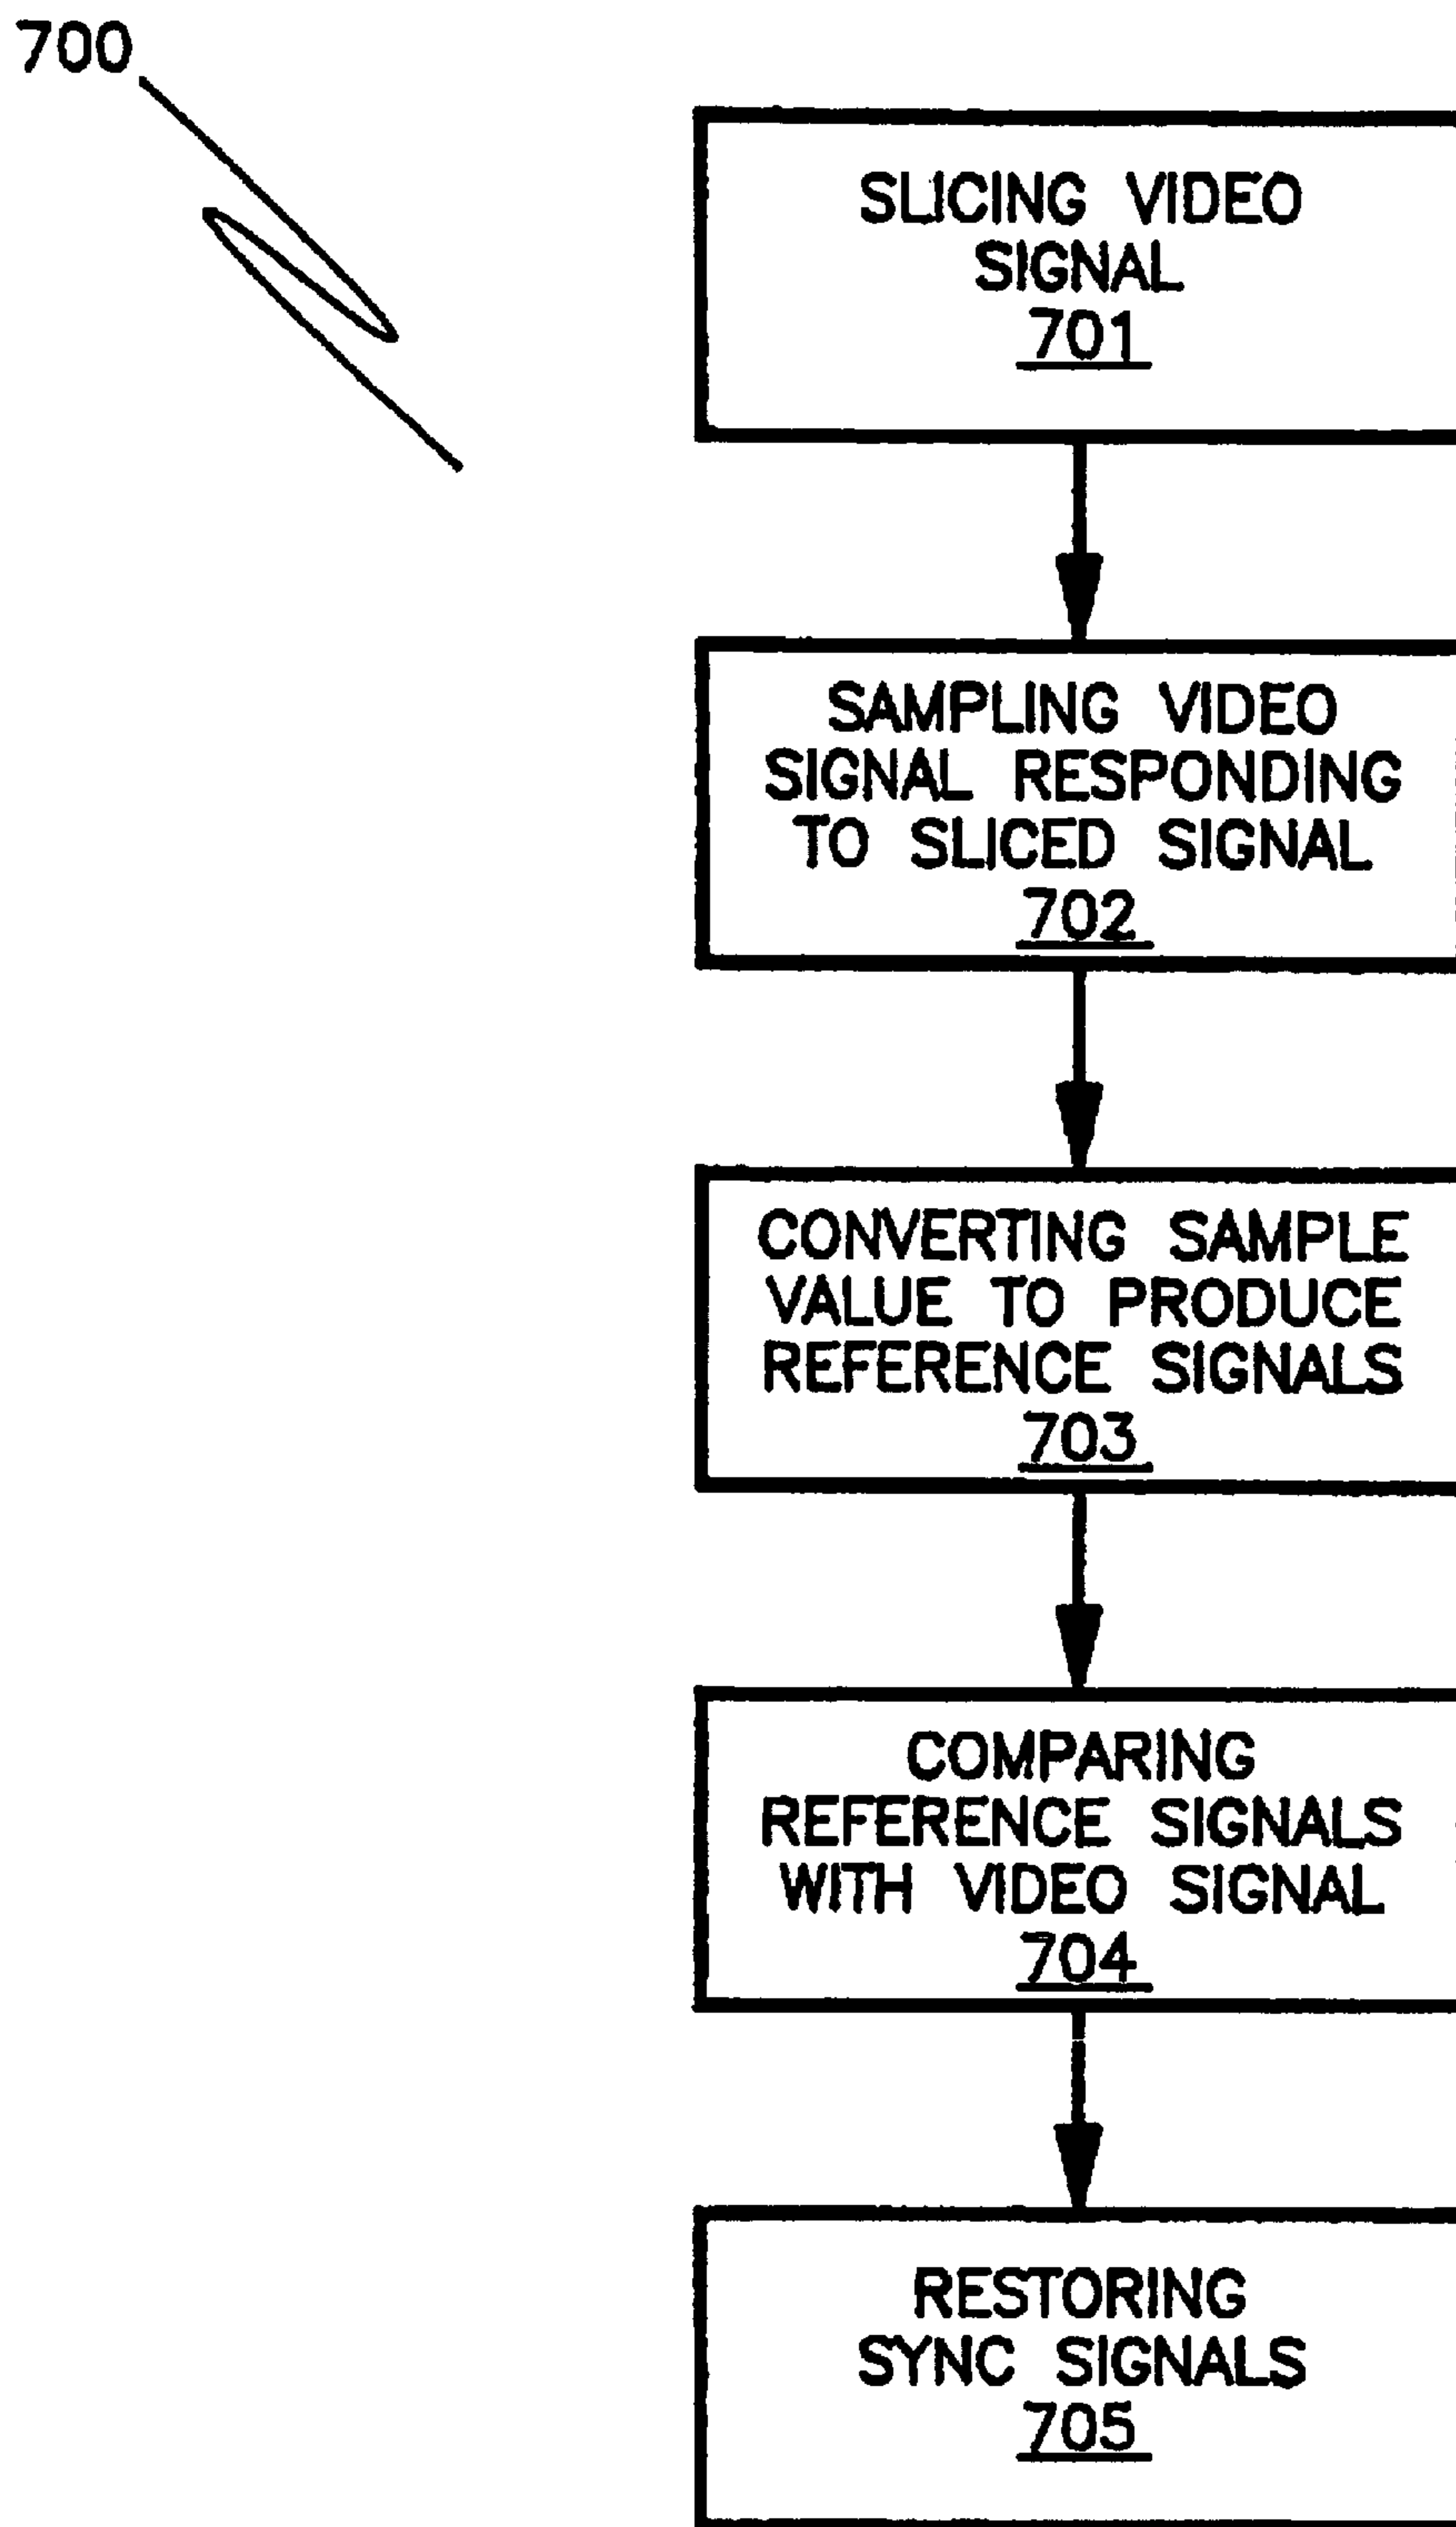 700
SLICING VIDEO
SIGNAL
701
SAMPLING VIDEO
SIGNAL RESPONDING
TO SLICED SIGNAL
702
CONVERTING SAMPLE
VALUE TO PRODUCE
REFERENCE SIGNALS
703
COMPARING
REFERENCE SIGNALS
WITH VIDEO SIGNAL
704
RESTORING
SYNC SIGNALS
705